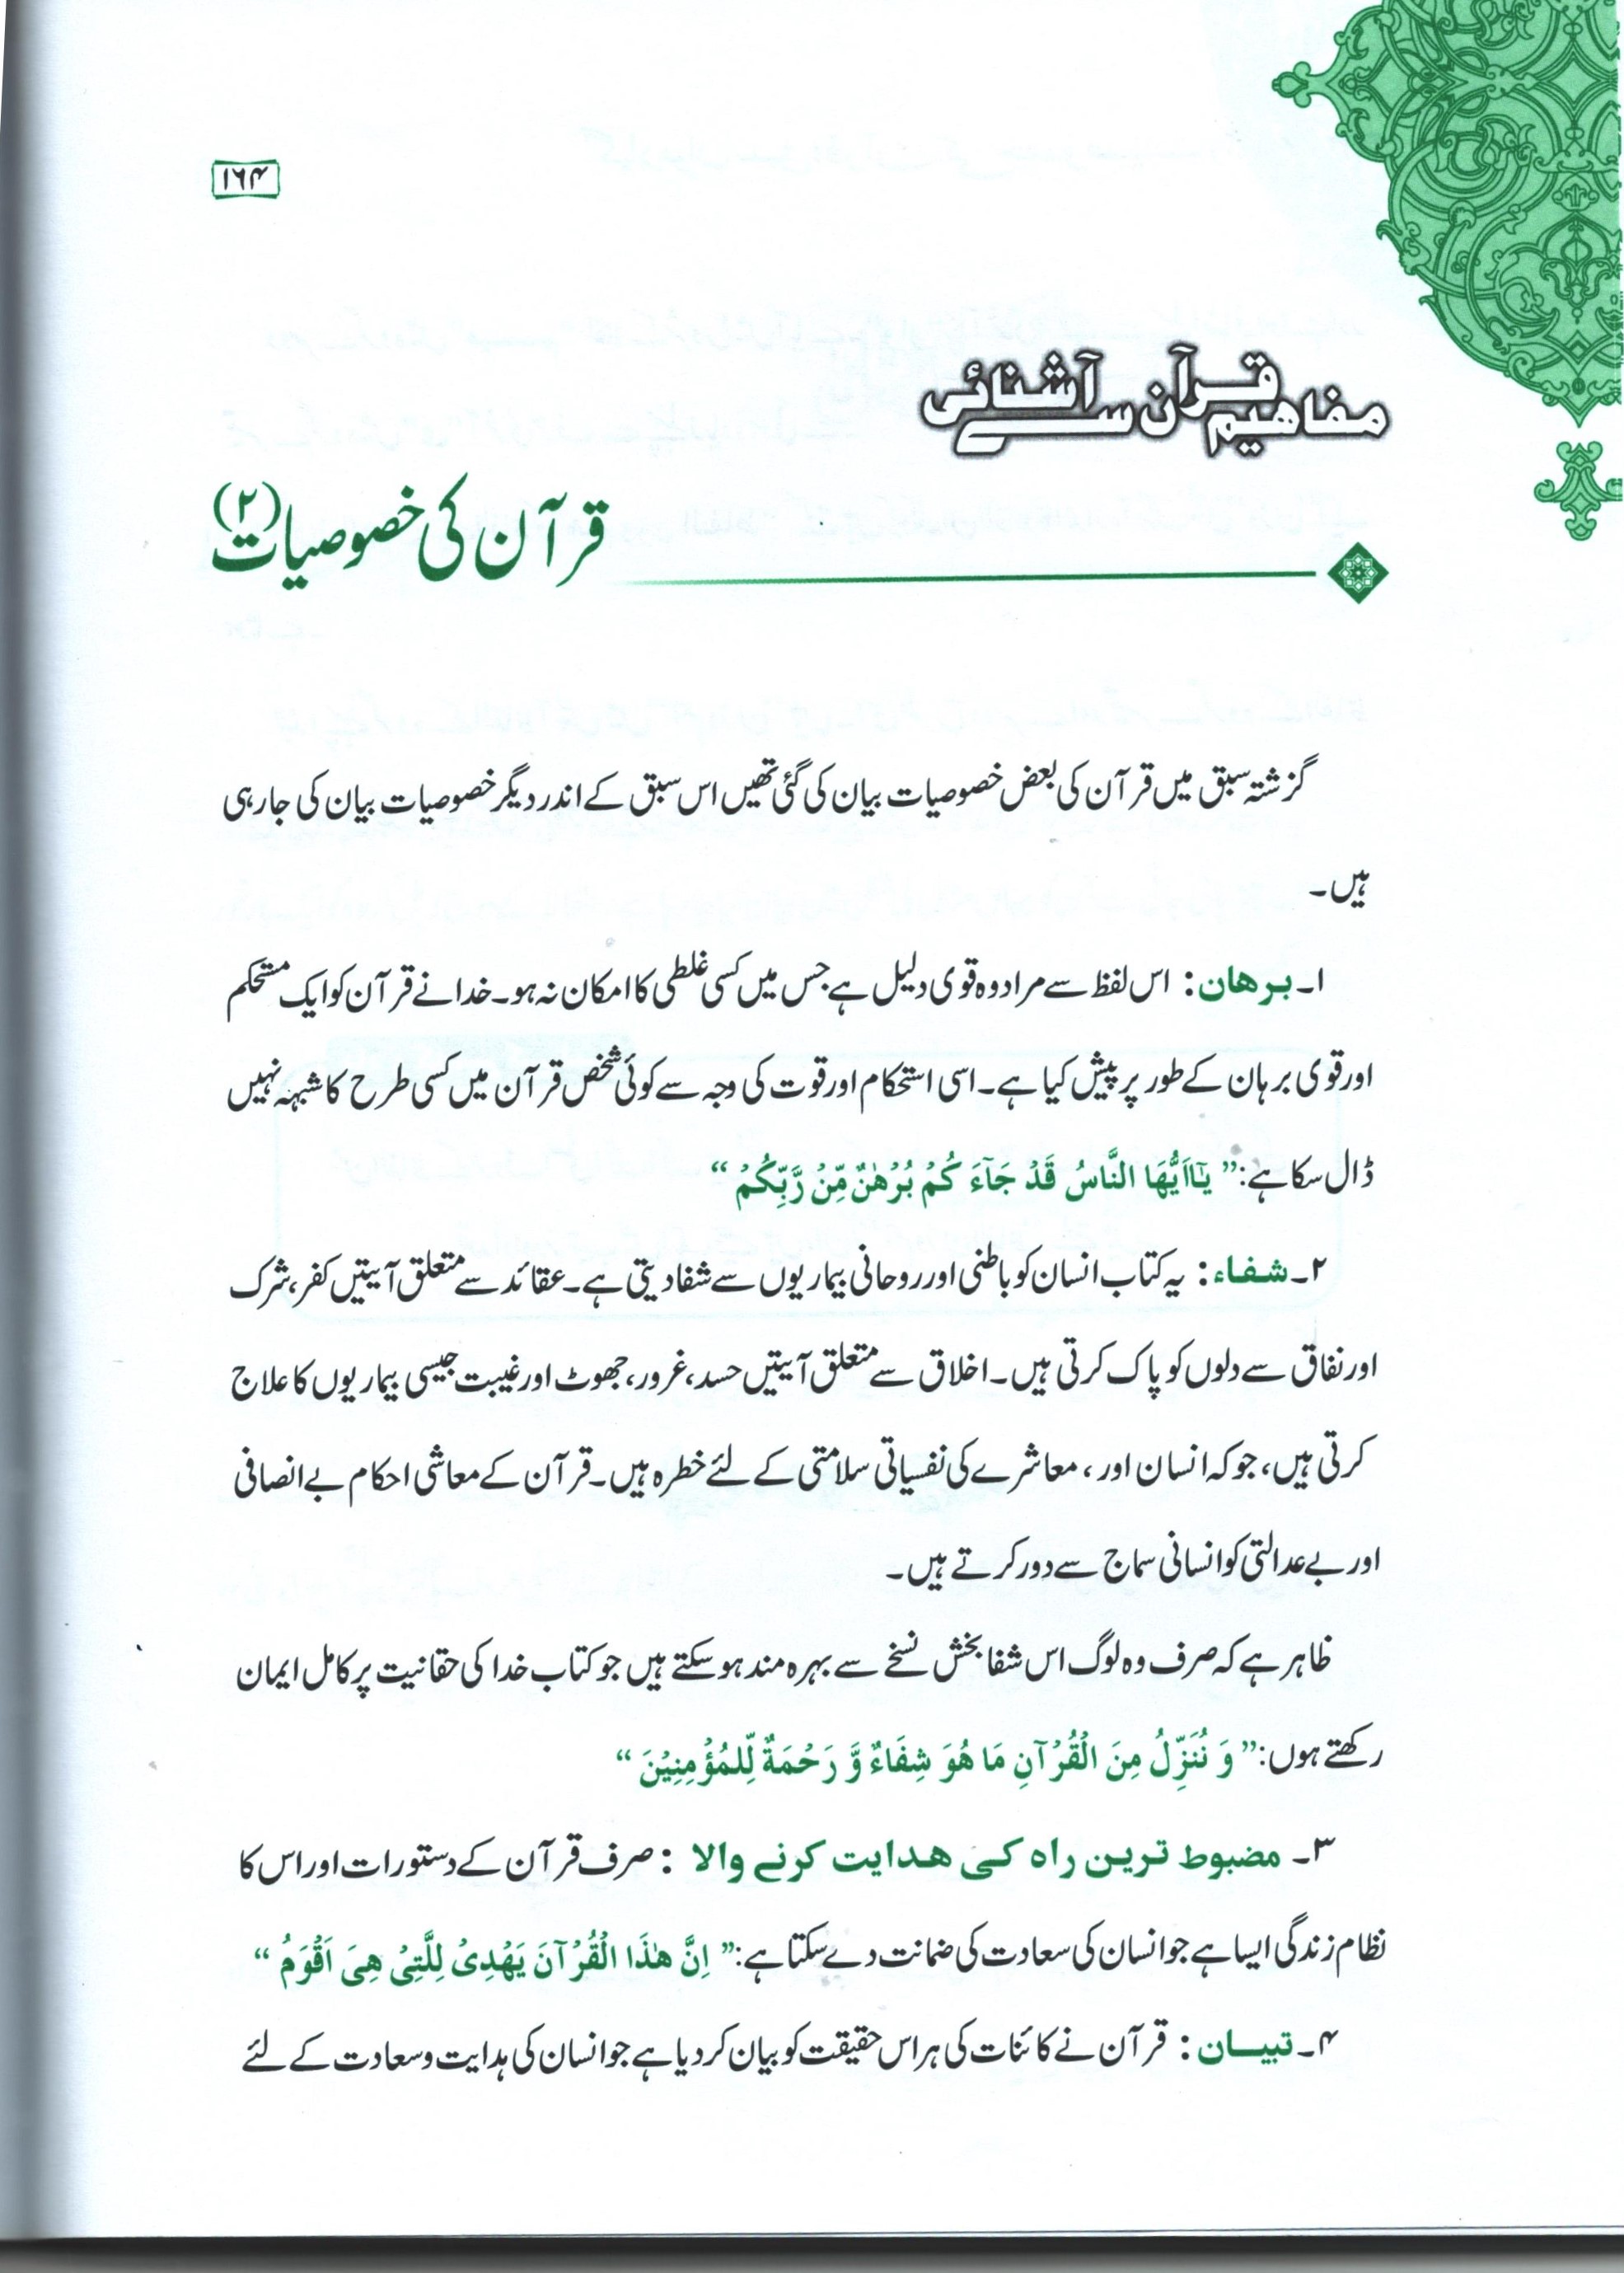 ۱۶۴
مفاهیم قرآن سے آشنائی
قرآن کی خصوصیات (۲)
گزشتہ سبق میں قرآن کی بعض خصوصیات بیان کی گئی تھیں اس سبق کے اندر دیگر خصوصیات بیان کی جارہی
ہیں۔
۱۔ برهان: اس لفظ سے مراد وہ قوی دلیل ہے جس میں کسی غلطی کا امکان نہ ہو۔ خدا نے قرآن کو ایک مستحکم
اور قوی برہان کے طور پر پیش کیا ہے۔ اسی استحکام اور قوت کی وجہ سے کوئی شخص قرآن میں کسی طرح کا شبہہ نہیں
ڈال سکا ہے: ” يٰۤااَيُّهَا النَّاسُ قَدْ جَآءَ كُمْ بُرْهٰنٌ مِّنْ رَّبِّكُمْ “
۲۔ شفاء: یہ کتاب انسان کو باطنی اور روحانی بیماریوں سے شفا دیتی ہے۔ عقائد سے متعلق آیتیں کفر، شرک
اور نفاق سے دلوں کو پاک کرتی ہیں۔ اخلاق سے متعلق آیتیں حسد، غرور، جھوٹ اور غیبت جیسی بیماریوں کا علاج
کرتی ہیں، جو کہ انسان اور، معاشرے کی نفسیاتی سلامتی کے لئے خطرہ ہیں۔ قرآن کے معاشی احکام بے انصافی
اور بے عدالتی کو انسانی سماج سے دور کرتے ہیں۔
ظاہر ہے کہ صرف وہ لوگ اس شفا بخش نسخے سے بہرہ مند ہوسکتے ہیں جو کتاب خدا کی حقانیت پر کامل ایمان
رکھتے ہوں: ” وَ نُنَزِّلُ مِنَ الْقُرْآنِ مَا هُوَ شِفَاءٌ وَّ رَحْمَةٌ لِّلمُؤْمِنِيْنَ “
۳۔ مضبوط ترین راه کی هدایت کرنے والا : صرف قرآن کے دستورات اور اس کا
نظام زندگی ایسا ہے جو انسان کی سعادت کی ضمانت دے سکتا ہے: ” اِنَّ هٰذَا الْقُرْآنَ يَهْدِىْ لِلَّتِىْ هِىَ اَقْوَمُ “
۴۔ تبیــان: قرآن نے کائنات کی ہر اس حقیقت کو بیان کردیا ہے جو انسان کی ہدایت و سعادت کے لئے